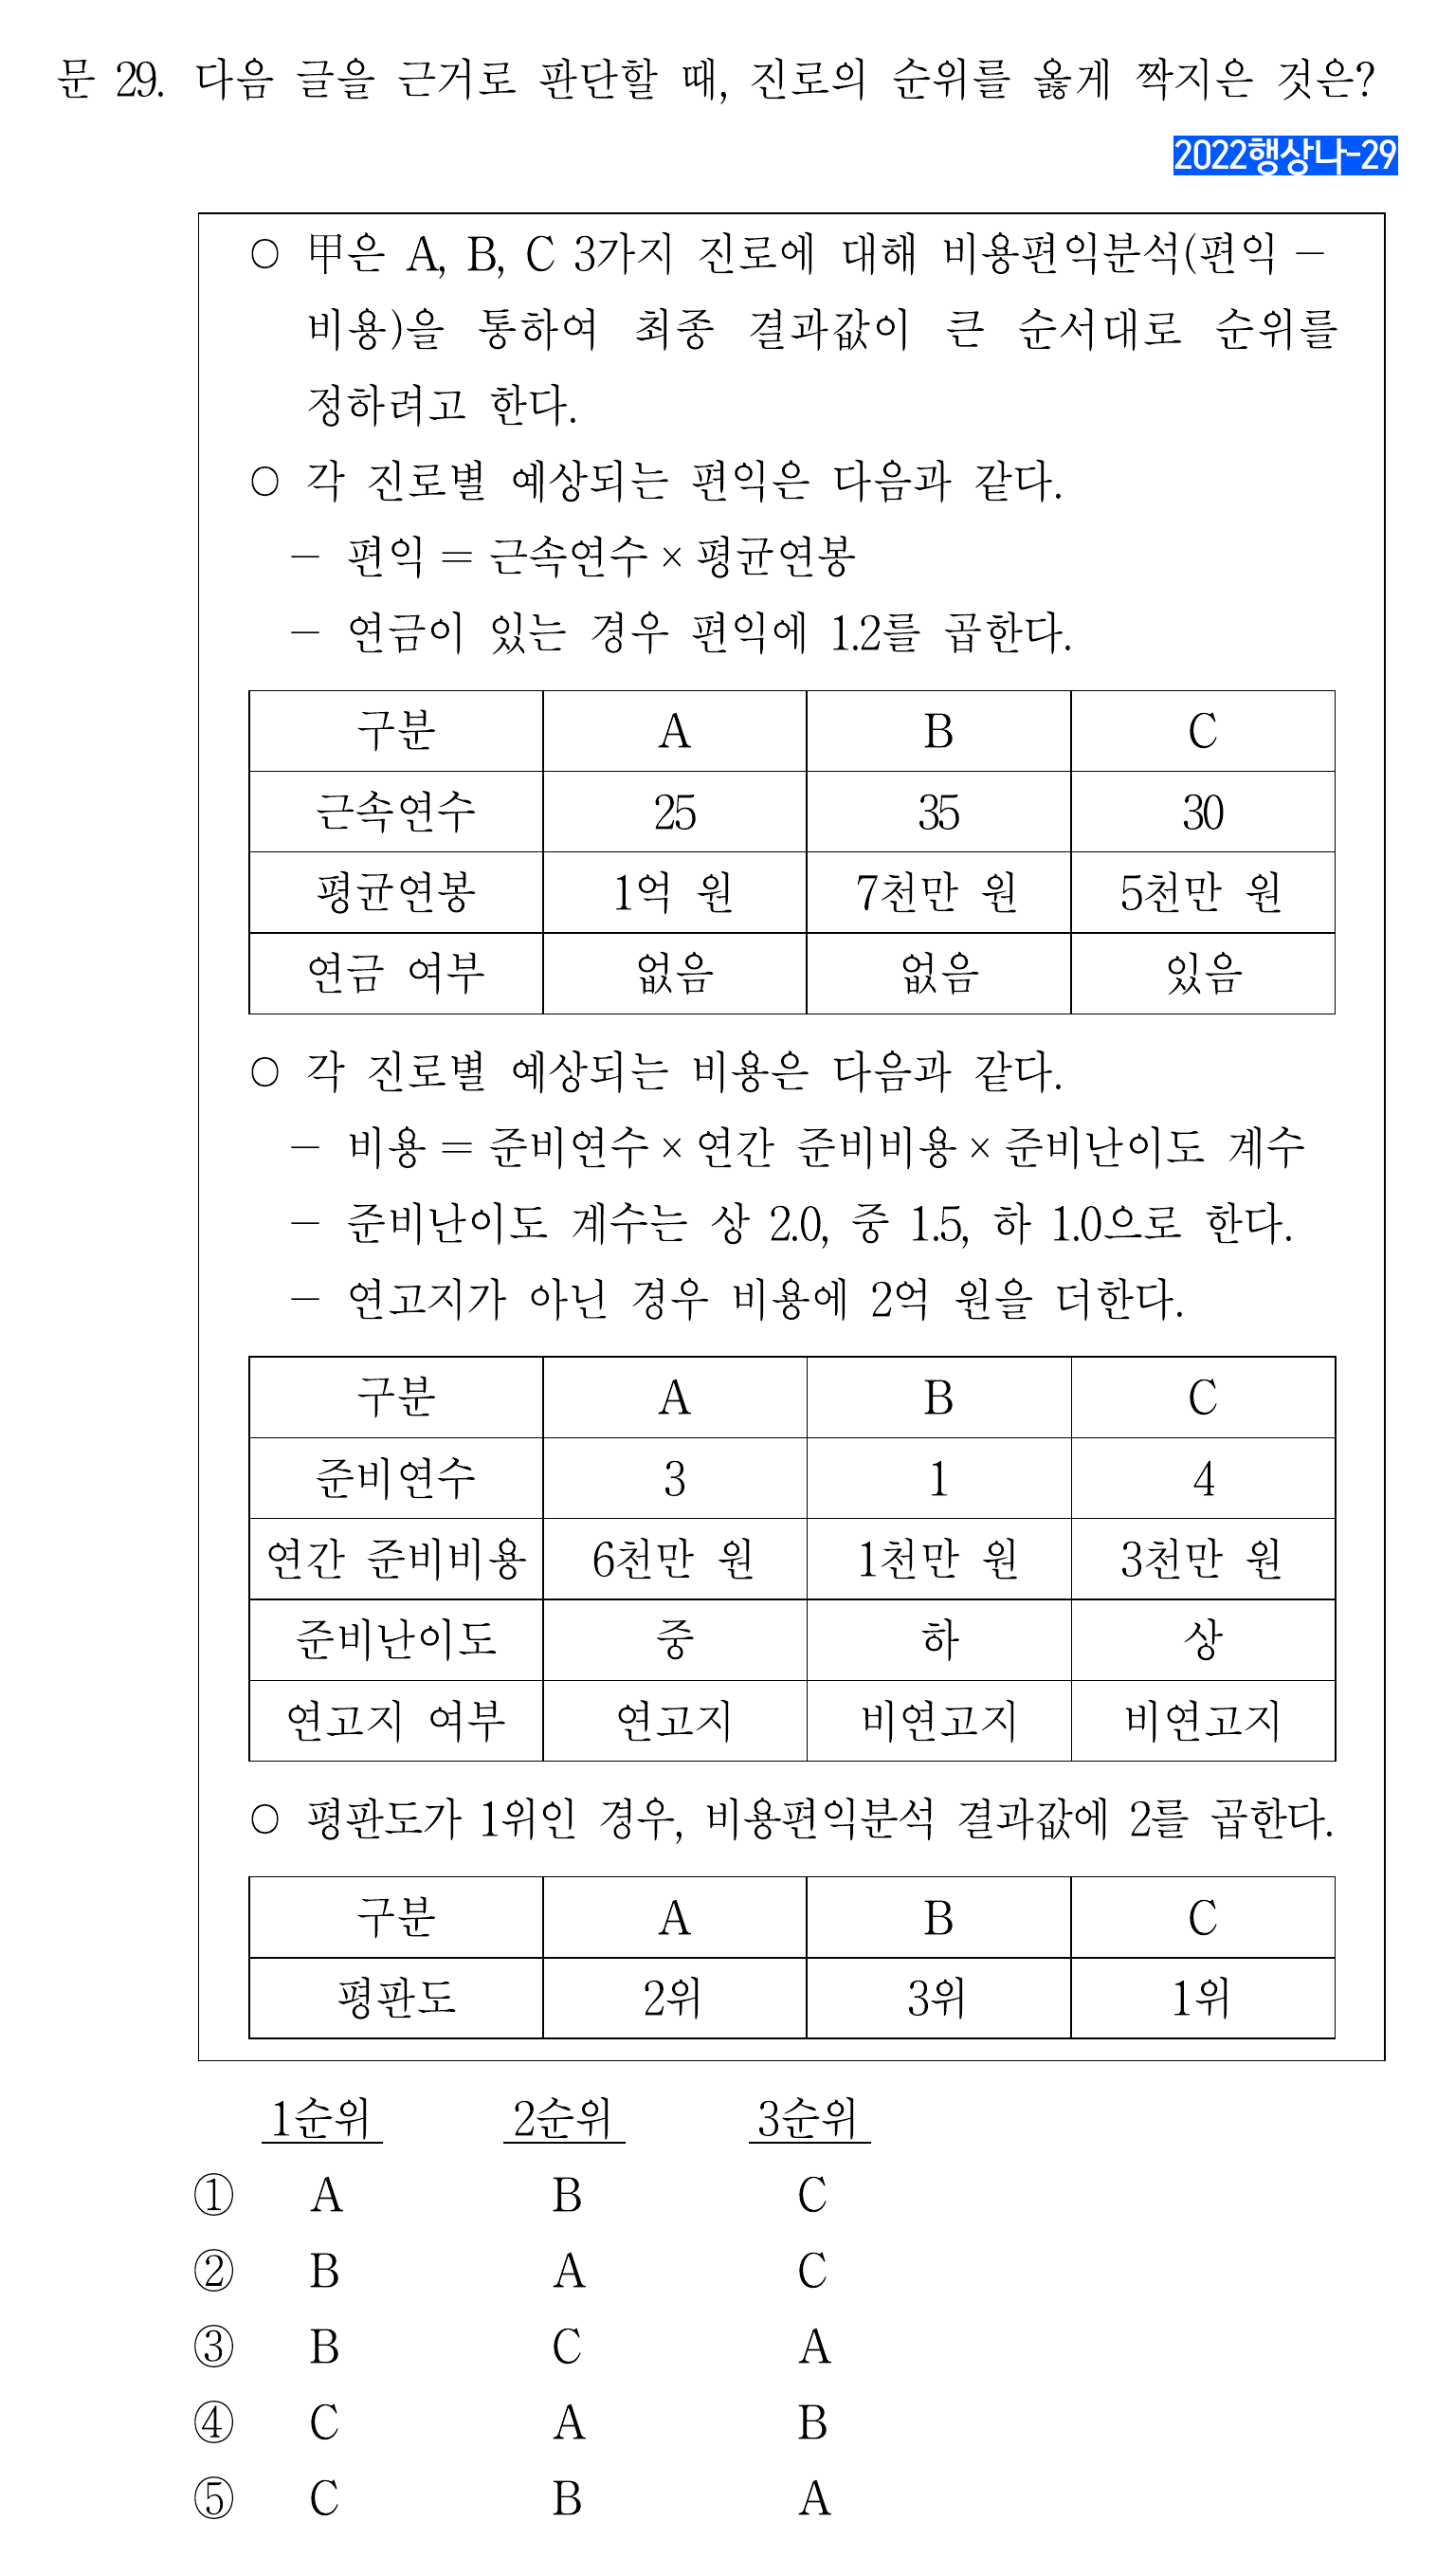 문 29. 다음 글을 근거로 판단할 때, 진로의 순위를 옳게 짝지은 것은?
2022행상나-29
○ 甲은 A, B, C 3가지 진로에 대해 비용편익분석(편익 −
비용)을 통하여 최종 결과값이 큰 순서대로 순위를
정하려고 한다.
○ 각 진로별 예상되는 편익은 다음과 같다.
− 편익 = 근속연수 × 평균연봉
− 연금이 있는 경우 편익에 1.2를 곱한다.
구분 A B C
근속연수 25 35 30
평균연봉 1억 원 7천만 원 5천만 원
연금 여부 없음 없음 있음
○ 각 진로별 예상되는 비용은 다음과 같다.
− 비용 = 준비연수 × 연간 준비비용 × 준비난이도 계수
− 준비난이도 계수는 상 2.0, 중 1.5, 하 1.0으로 한다.
− 연고지가 아닌 경우 비용에 2억 원을 더한다.
구분 A B C
준비연수 3 1 4
연간 준비비용 6천만 원 1천만 원 3천만 원
준비난이도 중 하 상
연고지 여부 연고지 비연고지 비연고지
○ 평판도가 1위인 경우, 비용편익분석 결과값에 2를 곱한다.
구분 A B C
평판도 2위 3위 1위
1순위 2순위 3순위
① A B C
② B A C
③ B C A
④ C A B
⑤ C B A